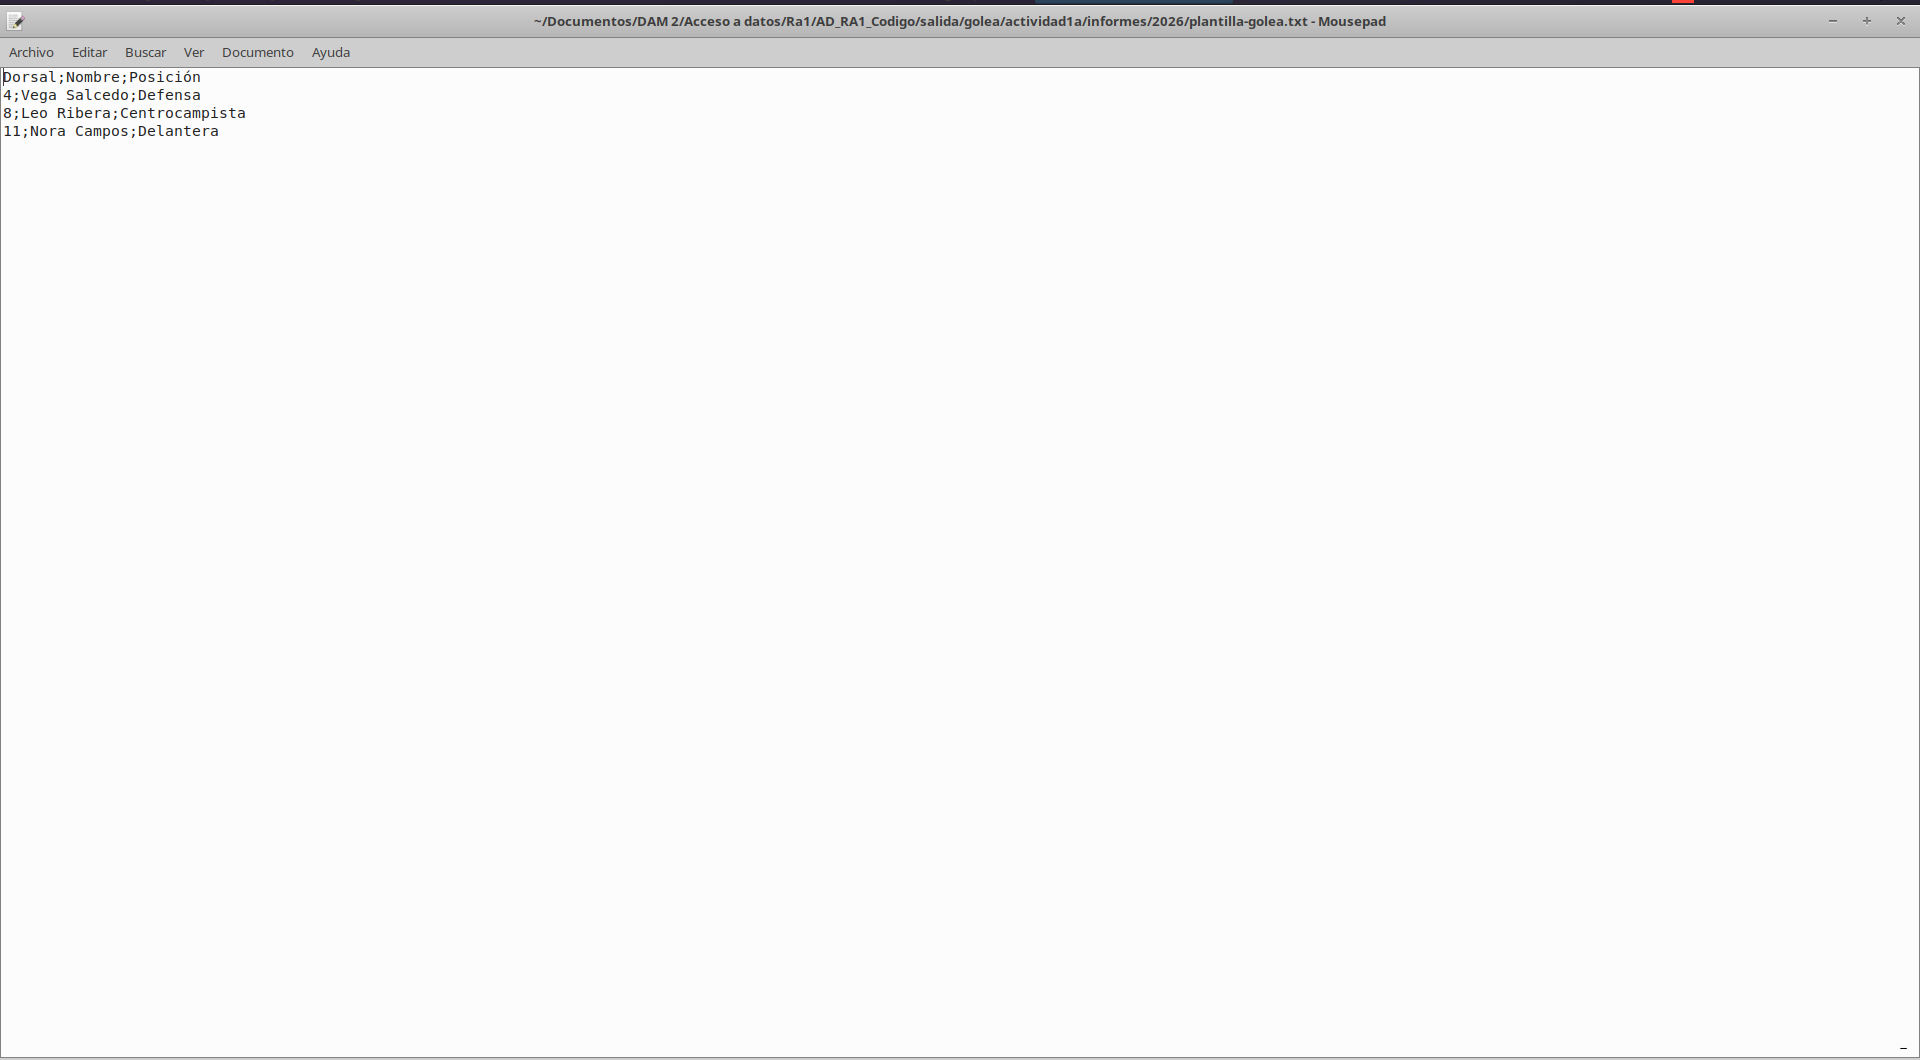 ~/Documentos/DAM 2/Acceso a datos/Ra1/AD_RA1_Codigo/salida/golea/actividad1a/informes/2026/plantilla-golea.txt - Mousepad
Archivo Editar Buscar Ver Documento Ayuda
Dorsal;Nombre;Posición
4;Vega Salcedo;Defensa
8;Leo Ribera;Centrocampista
11;Nora Campos;Delantera